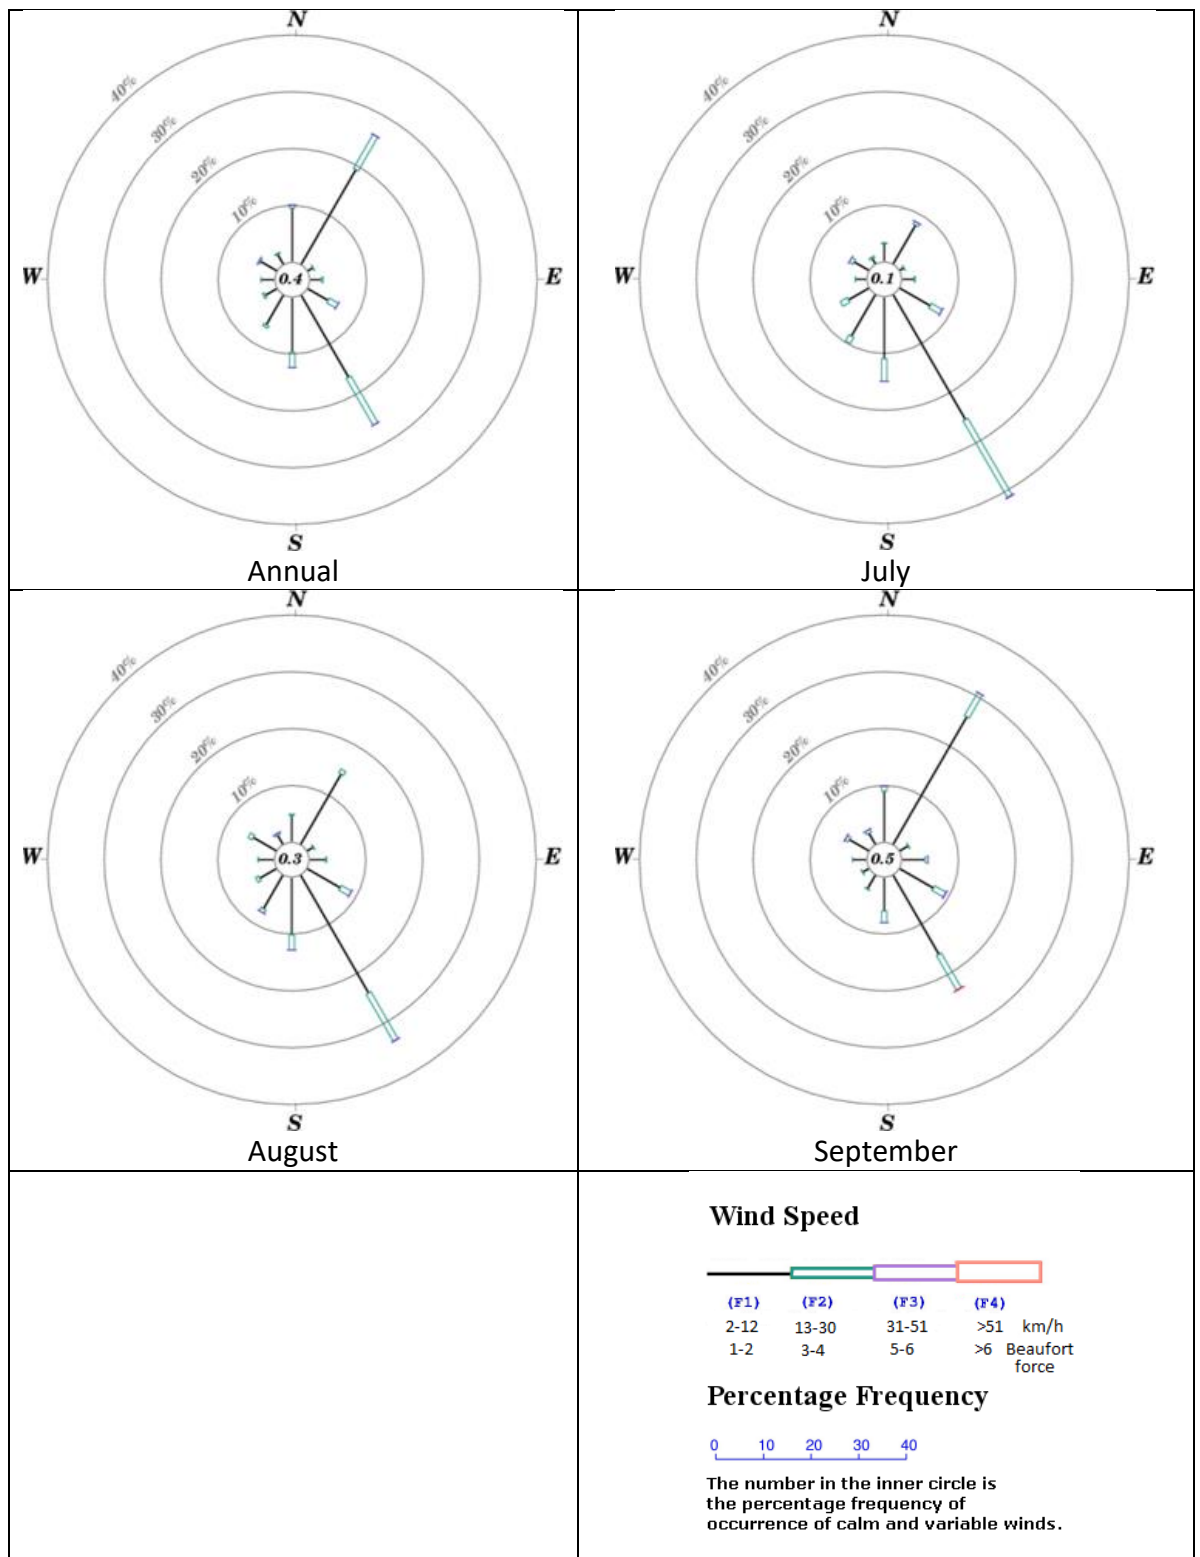 N
40%
30%
20%
10%
W
0.4
E
S
Annual
N
40%
30%
20%
10%
W
0.1
E
S
July
N
40%
30%
20%
10%
W
0.3
E
S
August
N
40%
30%
20%
10%
W
0.5
E
S
September
Wind Speed
(F1) (F2) (F3) (F4)
2-12 13-30 31-51 >51 km/h
1-2 3-4 5-6 >6 Beaufort
force
Percentage Frequency
0 10 20 30 40
The number in the inner circle is
the percentage frequency of
occurrence of calm and variable winds.